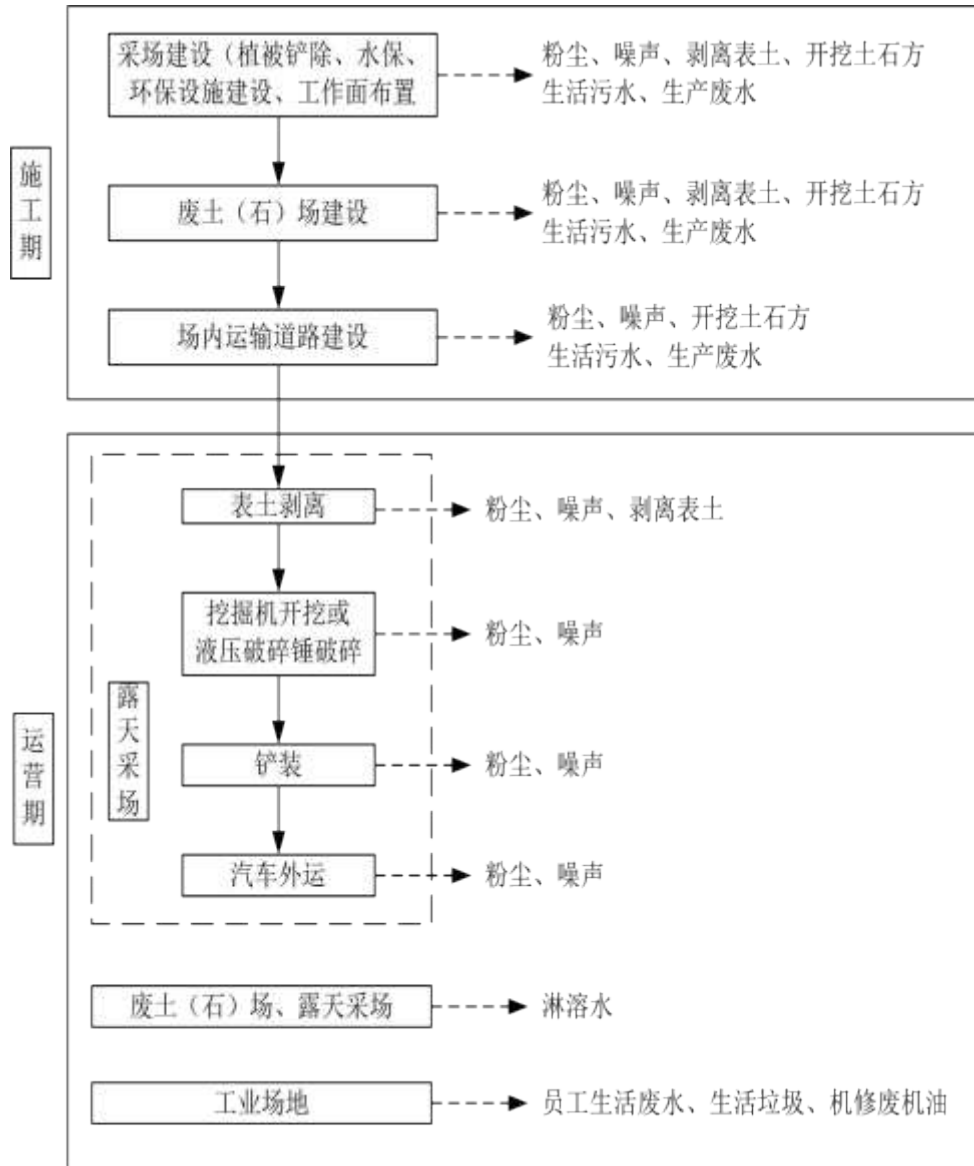 采场建设（植被铲除、水保、
环保设施建设、工作面布置
粉尘、噪声、剥离表土、开挖土石方
生活污水、生产废水
施工期
废土（石）场建设
粉尘、噪声、剥离表土、开挖土石方
生活污水、生产废水
场内运输道路建设
粉尘、噪声、开挖土石方
生活污水、生产废水
运营期
露天采场
表土剥离
粉尘、噪声、剥离表土
挖掘机开挖或
液压破碎锤破碎
粉尘、噪声
铲装
粉尘、噪声
汽车外运
粉尘、噪声
废土（石）场、露天采场
淋溶水
工业场地
员工生活废水、生活垃圾、机修废机油